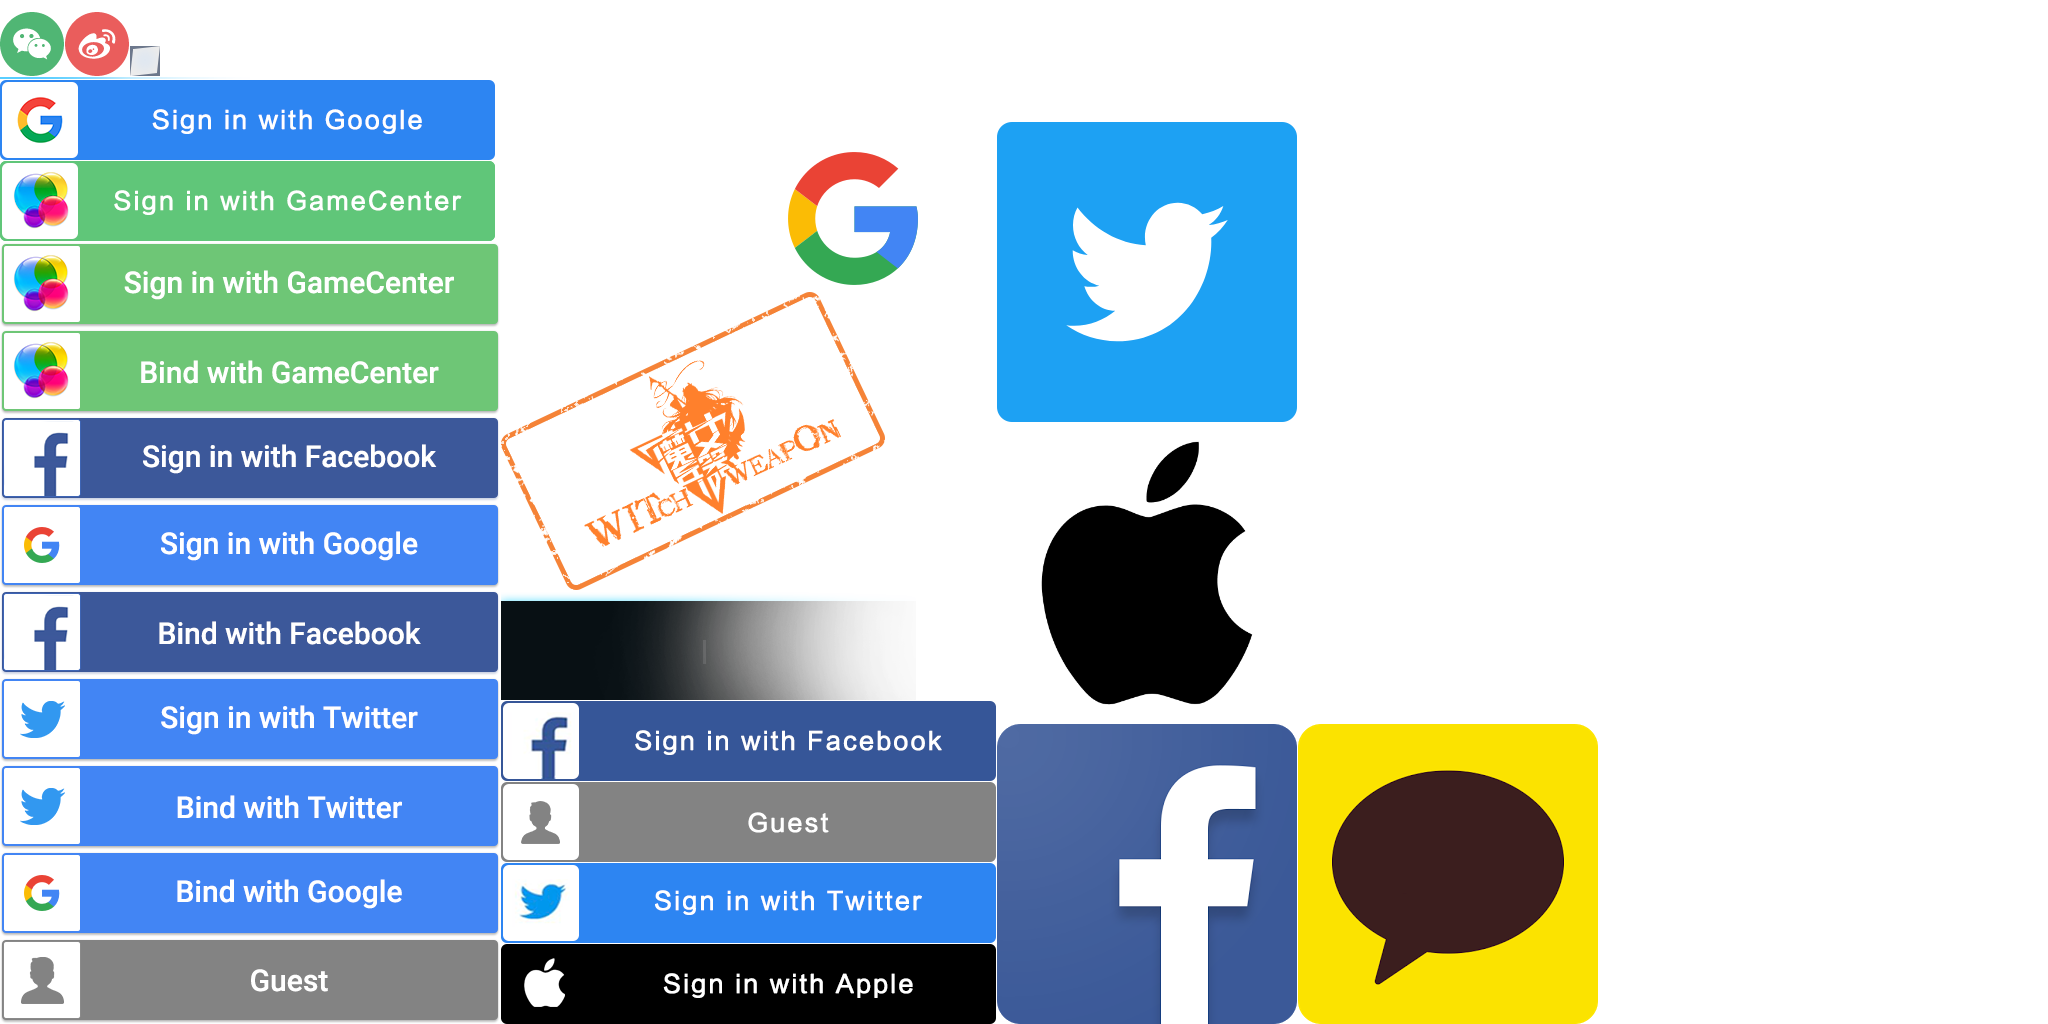 Sign in with Google
Sign in with GameCenter
Sign in with GameCenter
Bind with GameCenter
Sign in with Facebook
Sign in with Google
Bind with Facebook
Sign in with Twitter
Bind with Twitter
Bind with Google
Guest
WITCH WEAPON
Sign in with Facebook
Guest
Sign in with Twitter
Sign in with Apple